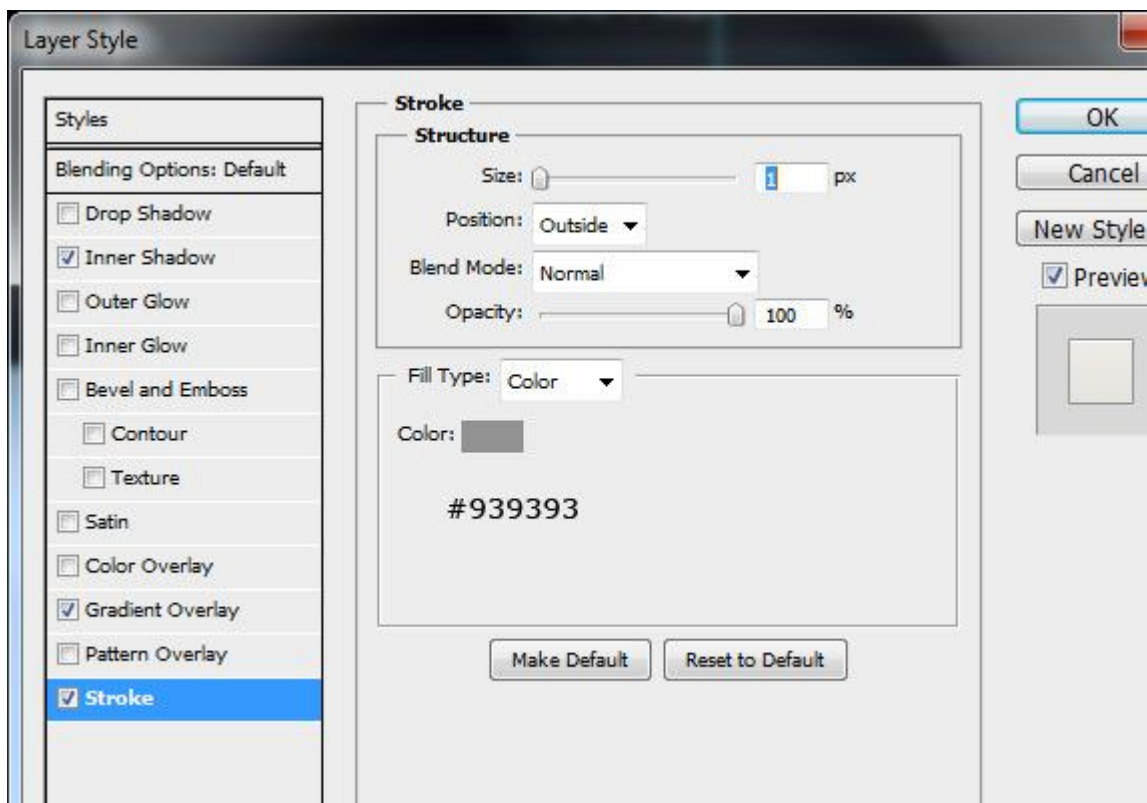 Layer Style
Styles
Blending Options: Default
Drop Shadow
Inner Shadow
Outer Glow
Inner Glow
Bevel and Emboss
Contour
Texture
Satin
Color Overlay
Gradient Overlay
Pattern Overlay
Stroke
Stroke
Structure
Size: 1 px
Position: Outside
Blend Mode: Normal
Opacity: 100 %
Fill Type: Color
Color:
#939393
Make Default
Reset to Default
OK
Cancel
New Style
Preview